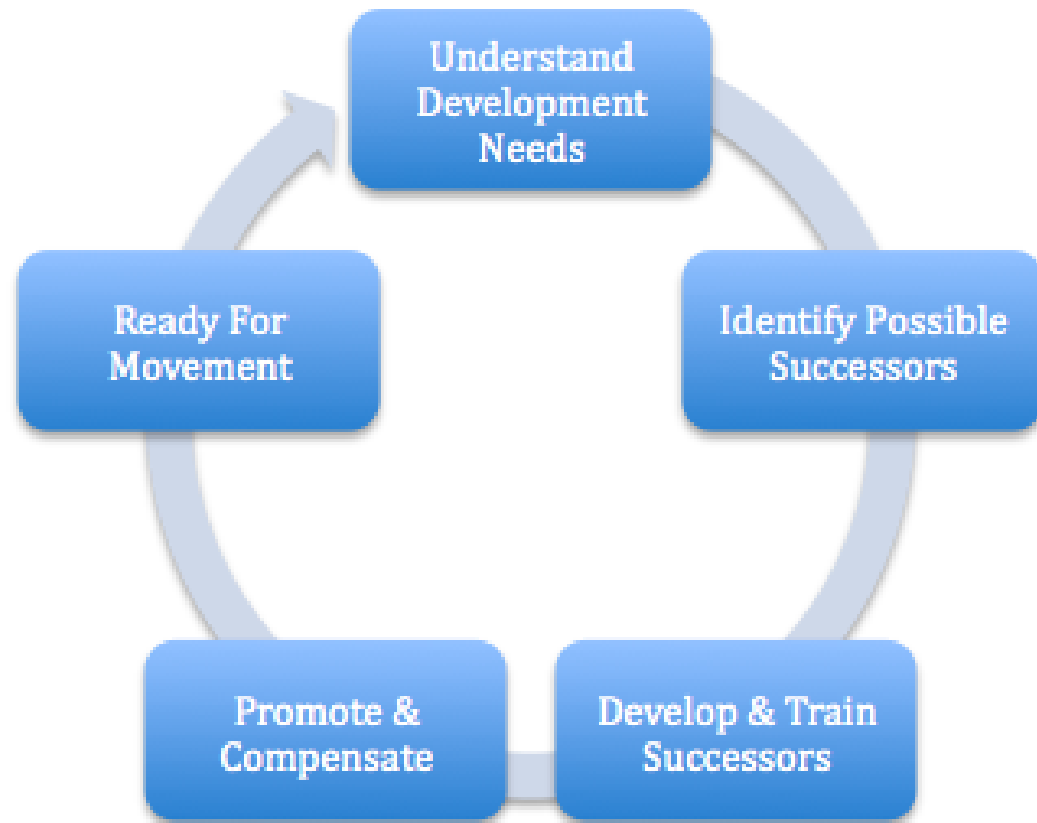 Understand
Development
Needs
Identify Possible
Successors
Develop & Train
Successors
Promote &
Compensate
Ready For
Movement